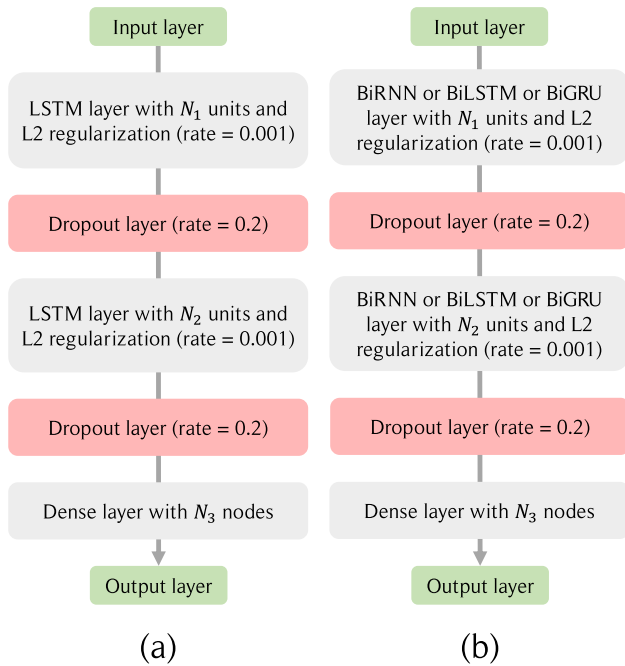 Input layer
LSTM layer with N₁ units and
L2 regularization (rate = 0.001)
Dropout layer (rate = 0.2)
LSTM layer with N₂ units and
L2 regularization (rate = 0.001)
Dropout layer (rate = 0.2)
Dense layer with N₃ nodes
Output layer
(a)
Input layer
BiRNN or BiLSTM or BiGRU
layer with N₁ units and L2
regularization (rate = 0.001)
Dropout layer (rate = 0.2)
BiRNN or BiLSTM or BiGRU
layer with N₂ units and L2
regularization (rate = 0.001)
Dropout layer (rate = 0.2)
Dense layer with N₃ nodes
Output layer
(b)